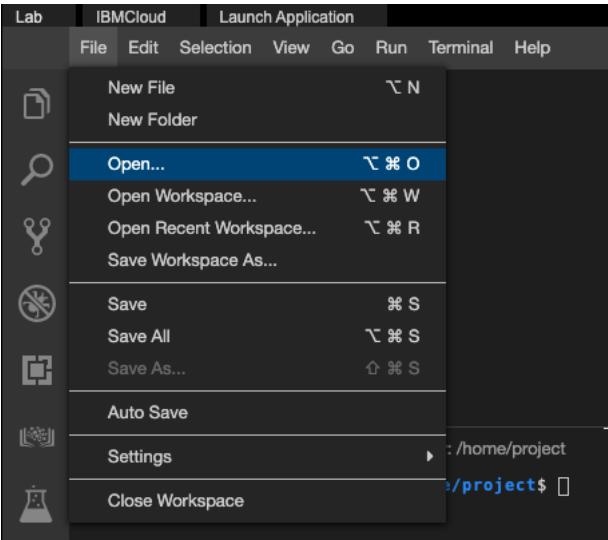 Lab IBMCloud Launch Application
File Edit Selection View Go Run Terminal Help
New File ⌥ N
New Folder
Open... ⌥ ⌘ O
Open Workspace... ⌥ ⌘ W
Open Recent Workspace... ⌥ ⌘ R
Save Workspace As...
Save ⌘ S
Save All ⌥ ⌘ S
Save As... ⇧ ⌘ S
Auto Save
: /home/project
Settings
e/project$
Close Workspace